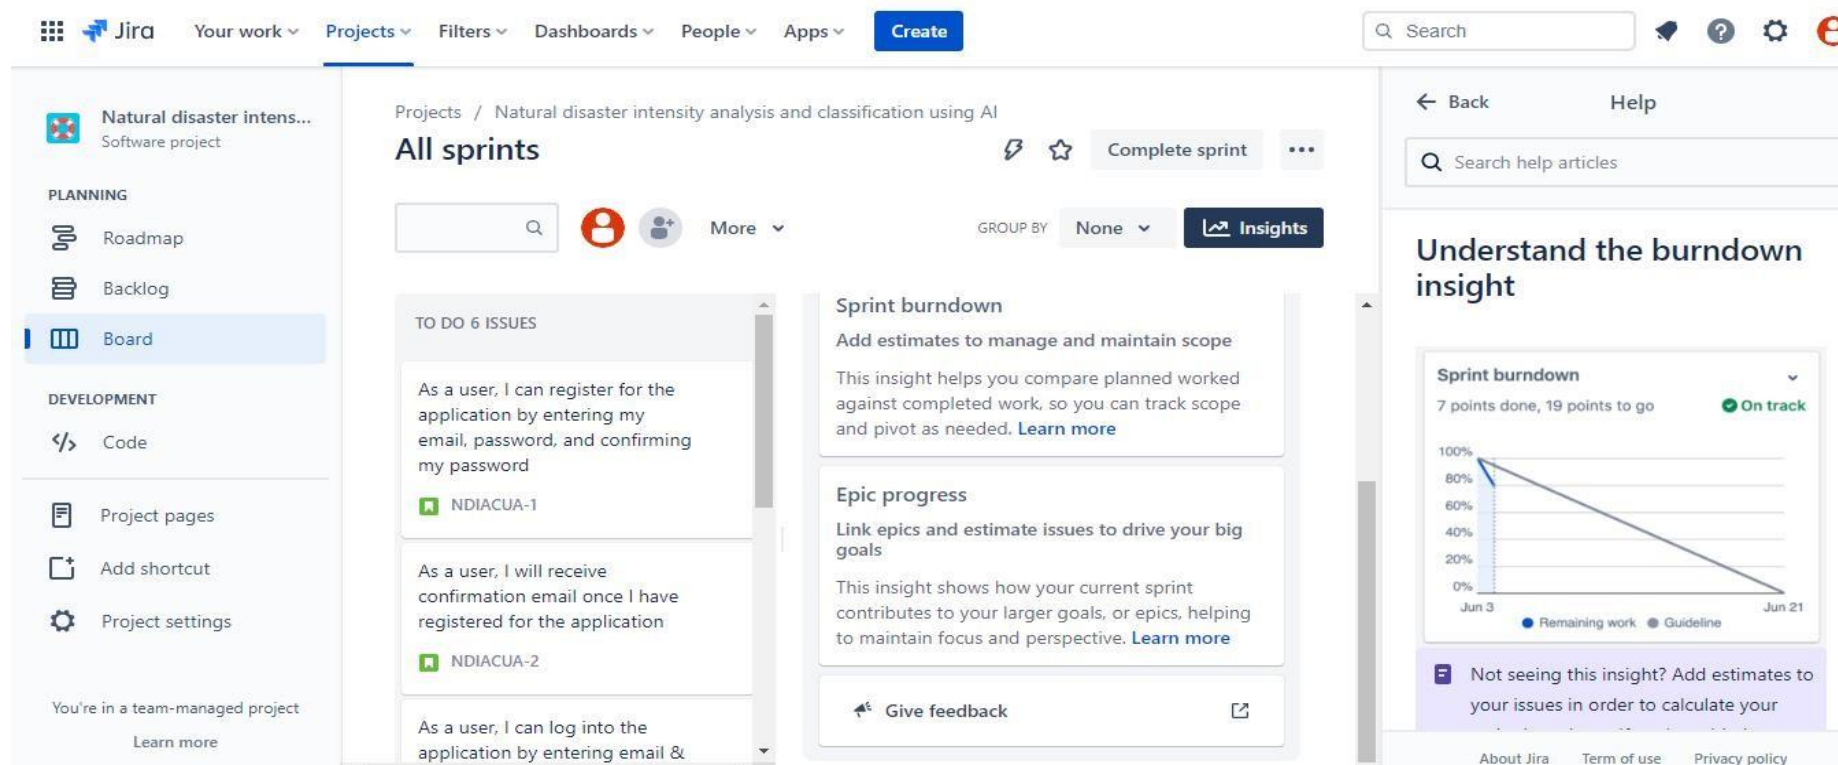 Jira Your work Projects Filters Dashboards People Apps Create Search
Natural disaster intens...
Software project
PLANNING
Roadmap
Backlog
Board
DEVELOPMENT
Code
Project pages
Add shortcut
Project settings
You're in a team-managed project
Learn more
Projects / Natural disaster intensity analysis and classification using AI
All sprints
Complete sprint
More
GROUP BY None Insights
TO DO 6 ISSUES
As a user, I can register for the
application by entering my
email, password, and confirming
my password
NDIACUA-1
As a user, I will receive
confirmation email once I have
registered for the application
NDIACUA-2
As a user, I can log into the
application by entering email &
Sprint burndown
Add estimates to manage and maintain scope
This insight helps you compare planned worked
against completed work, so you can track scope
and pivot as needed. Learn more
Epic progress
Link epics and estimate issues to drive your big
goals
This insight shows how your current sprint
contributes to your larger goals, or epics, helping
to maintain focus and perspective. Learn more
Give feedback
Back Help
Search help articles
Understand the burndown
insight
Sprint burndown
7 points done, 19 points to go On track
100%
80%
60%
40%
20%
0%
Jun 3 Jun 21
Remaining work Guideline
Not seeing this insight? Add estimates to
your issues in order to calculate your
About Jira Term of use Privacy policy